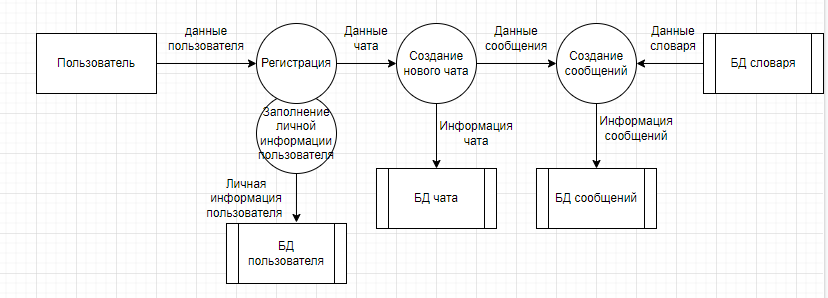 Пользователь
данные
пользователя
Регистрация
Данные
чата
Создание
нового чата
Данные
сообщения
Создание
сообщений
Данные
словаря
БД словаря
Заполнение
личной
информации
пользователя
Информация
чата
Информация
сообщений
Личная
информация
пользователя
БД чата
БД сообщений
БД
пользователя